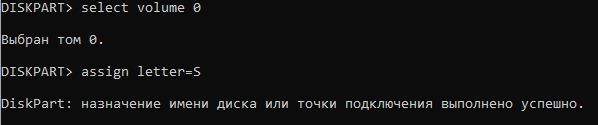 DISKPART> select volume 0
Выбран том 0.
DISKPART> assign letter=S
DiskPart: назначение имени диска или точки подключения выполнено успешно.